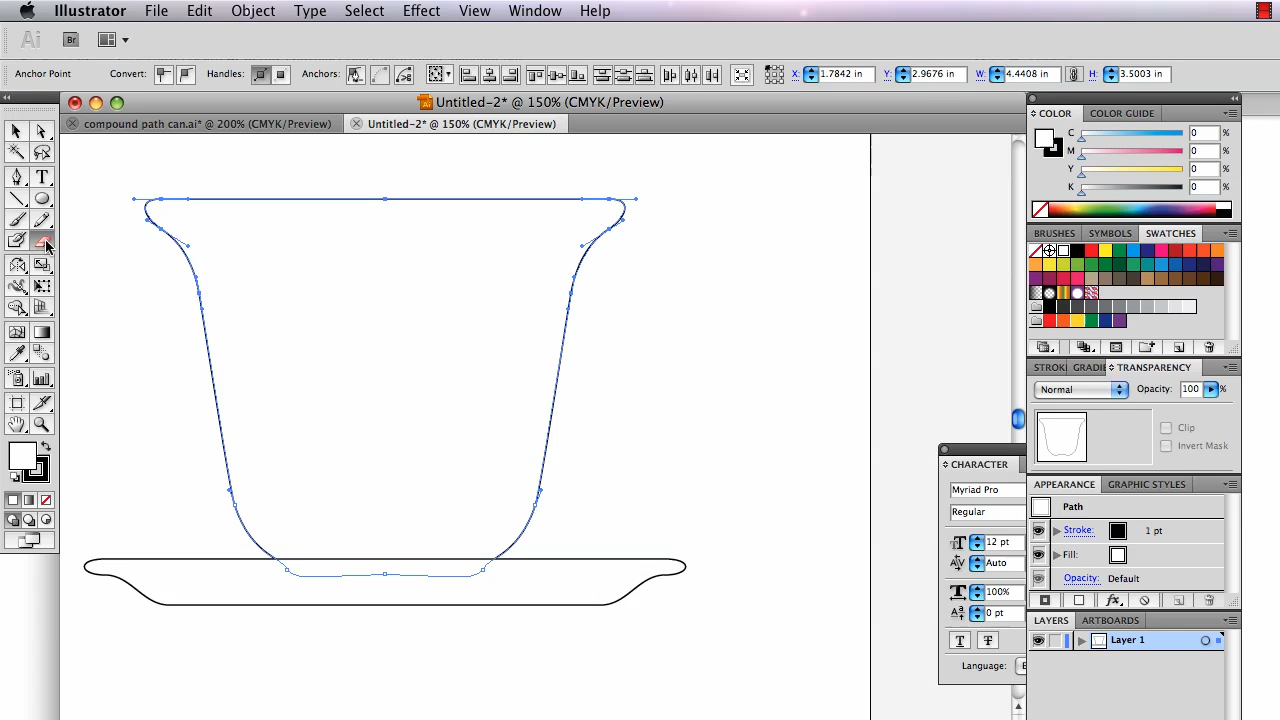 Illustrator File Edit Object Type Select Effect View Window Help
Ai Br
Anchor Point Convert: Handles: Anchors: X: 1.7842 in Y: 2.9676 in W: 4.4408 in H: 3.5003 in
Untitled-2* @ 150% (CMYK/Preview)
compound path can.ai* @ 200% (CMYK/Preview) Untitled-2* @ 150% (CMYK/Preview)
T
COLOR COLOR GUIDE
C 0 %
M 0 %
Y 0 %
K 0 %
BRUSHES SYMBOLS SWATCHES
STROK GRADIE TRANSPARENCY
Normal Opacity: 100 %
Clip
Invert Mask
CHARACTER
Myriad Pro
Regular
12 pt
Auto
100%
0 pt
Language: E
APPEARANCE GRAPHIC STYLES
Path
Stroke: 1 pt
Fill:
Opacity: Default
fx
LAYERS ARTBOARDS
Layer 1